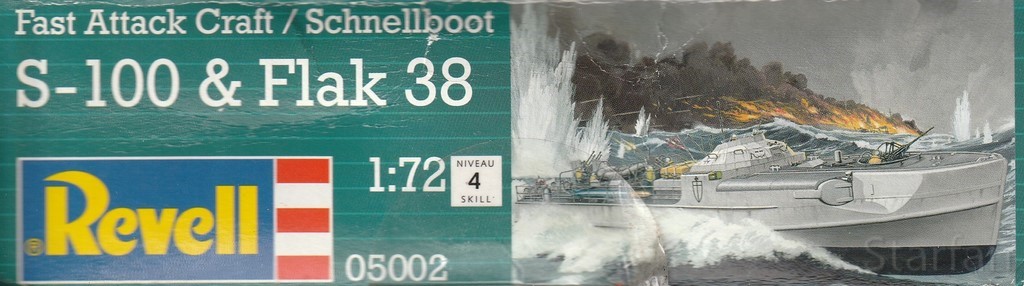 Fast Attack Craft / Schnellboot
S-100 & Flak 38
1:72
NIVEAU
4
SKILL
® Revell
05002